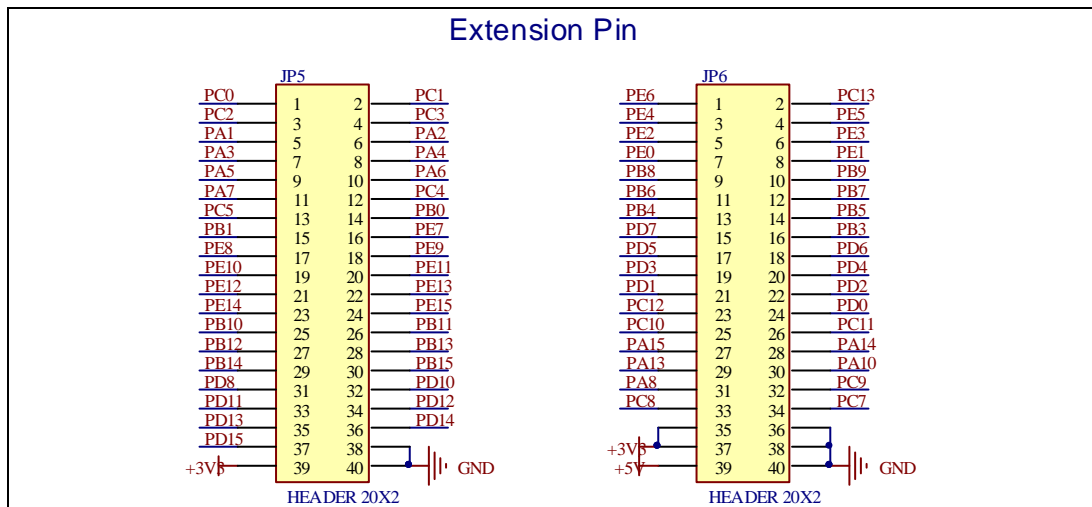 Extension Pin
JP5 JP6
PC0 1 2 PC1 PE6 1 2 PC13
PC2 3 4 PC3 PE4 3 4 PE5
PA1 5 6 PA2 PE2 5 6 PE3
PA3 7 8 PA4 PE0 7 8 PE1
PA5 9 10 PA6 PB8 9 10 PB9
PA7 11 12 PC4 PB6 11 12 PB7
PC5 13 14 PB0 PB4 13 14 PB5
PB1 15 16 PE7 PD7 15 16 PB3
PE8 17 18 PE9 PD5 17 18 PD6
PE10 19 20 PE11 PD3 19 20 PD4
PE12 21 22 PE13 PD1 21 22 PD2
PE14 23 24 PE15 PC12 23 24 PD0
PB10 25 26 PB11 PC10 25 26 PC11
PB12 27 28 PB13 PA15 27 28 PA14
PB14 29 30 PB15 PA13 29 30 PA10
PD8 31 32 PD10 PA8 31 32 PC9
PD11 33 34 PD12 PC8 33 34 PC7
PD13 35 36 PD14 35 36
PD15 37 38 +3V3 37 38
+3V3 39 40 GND +5V 39 40 GND
HEADER 20X2 HEADER 20X2